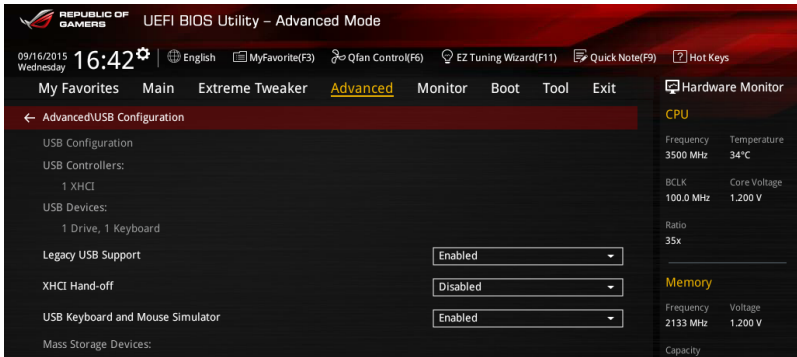 REPUBLIC OF
GAMERS
UEFI BIOS Utility – Advanced Mode
09/16/2015
Wednesday
16:42
English
MyFavorite(F3)
Qfan Control(F6)
EZ Tuning Wizard(F11)
Quick Note(F9)
? Hot Keys
My Favorites Main Extreme Tweaker Advanced Monitor Boot Tool Exit
Hardware Monitor
← Advanced\USB Configuration
USB Configuration
USB Controllers:
1 XHCI
USB Devices:
1 Drive, 1 Keyboard
Legacy USB Support Enabled
XHCI Hand-off Disabled
USB Keyboard and Mouse Simulator Enabled
Mass Storage Devices:
CPU
Frequency Temperature
3500 MHz 34°C
BCLK Core Voltage
100.0 MHz 1.200 V
Ratio
35x
Memory
Frequency Voltage
2133 MHz 1.200 V
Capacity